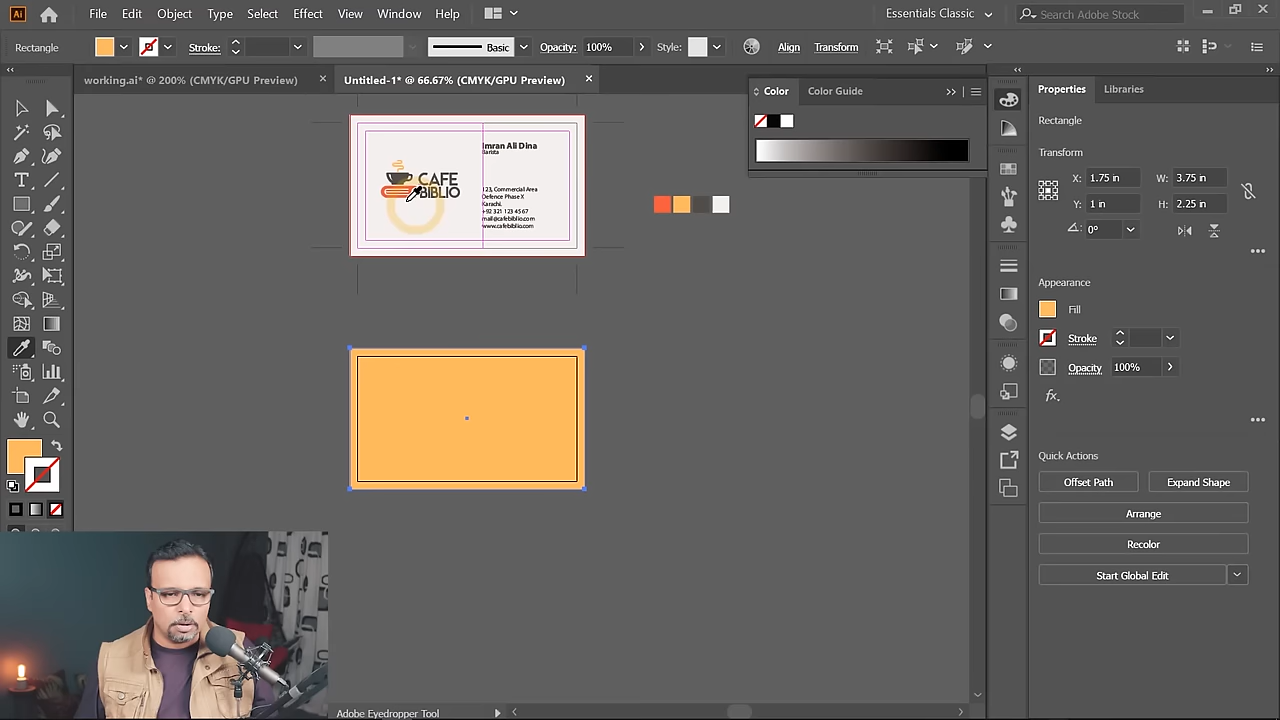 Ai
File Edit Object Type Select Effect View Window Help
Essentials Classic
Search Adobe Stock
Rectangle
Stroke:
Basic
Opacity: 100%
Style:
Align
Transform
working.ai* @ 200% (CMYK/GPU Preview)
Untitled-1* @ 66.67% (CMYK/GPU Preview)
Color
Color Guide
Properties
Libraries
Rectangle
Transform
X: 1.75 in
W: 3.75 in
Y: 1 in
H: 2.25 in
0°
Appearance
Fill
Stroke
Opacity 100%
fx.
Quick Actions
Offset Path
Expand Shape
Arrange
Recolor
Start Global Edit
Imran Ali Dina
Barista
CAFE
BIBLIO
123, Commercial Area
Defence Phase X
Karachi.
+92 321 123 45 67
mail@cafebiblio.com
www.cafebiblio.com
Adobe Eyedropper Tool